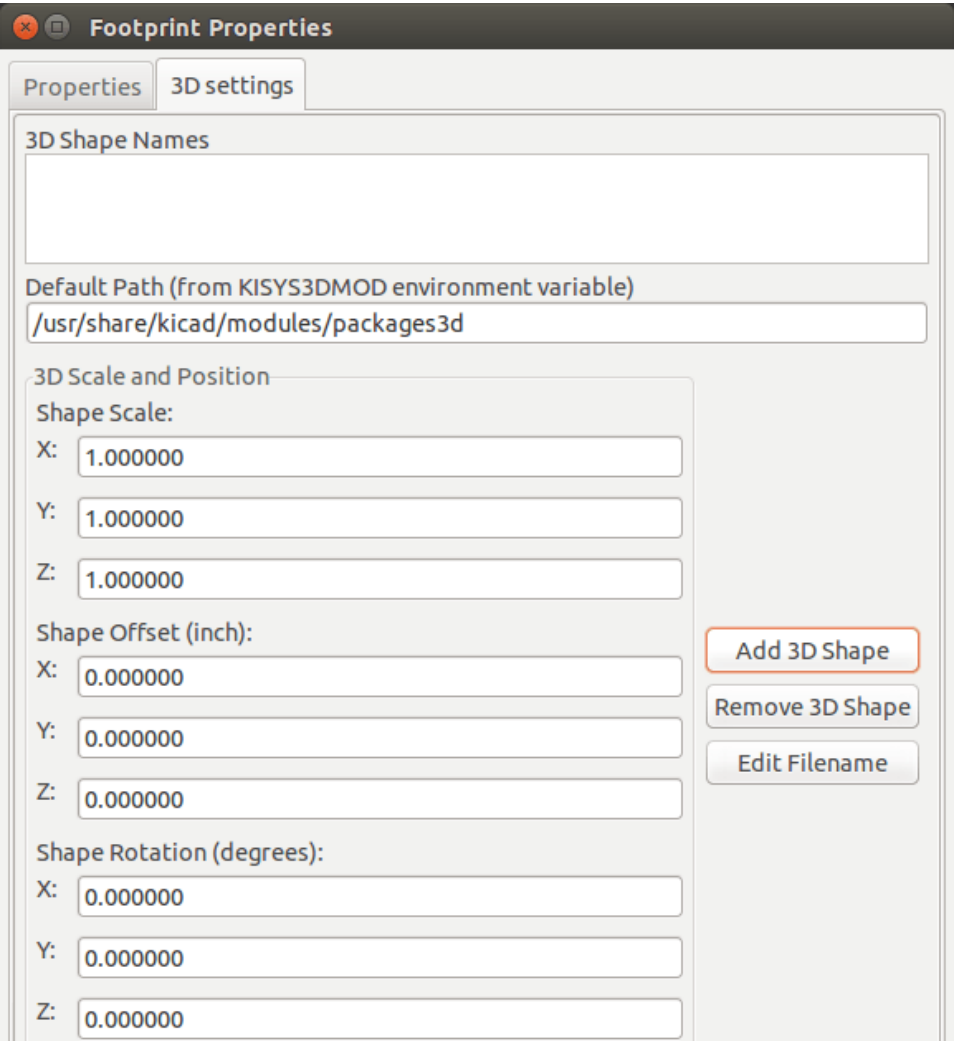 Footprint Properties
Properties 3D settings
3D Shape Names
Default Path (from KISYS3DMOD environment variable)
/usr/share/kicad/modules/packages3d
3D Scale and Position
Shape Scale:
X: 1.000000
Y: 1.000000
Z: 1.000000
Shape Offset (inch):
X: 0.000000
Y: 0.000000
Z: 0.000000
Add 3D Shape
Remove 3D Shape
Edit Filename
Shape Rotation (degrees):
X: 0.000000
Y: 0.000000
Z: 0.000000